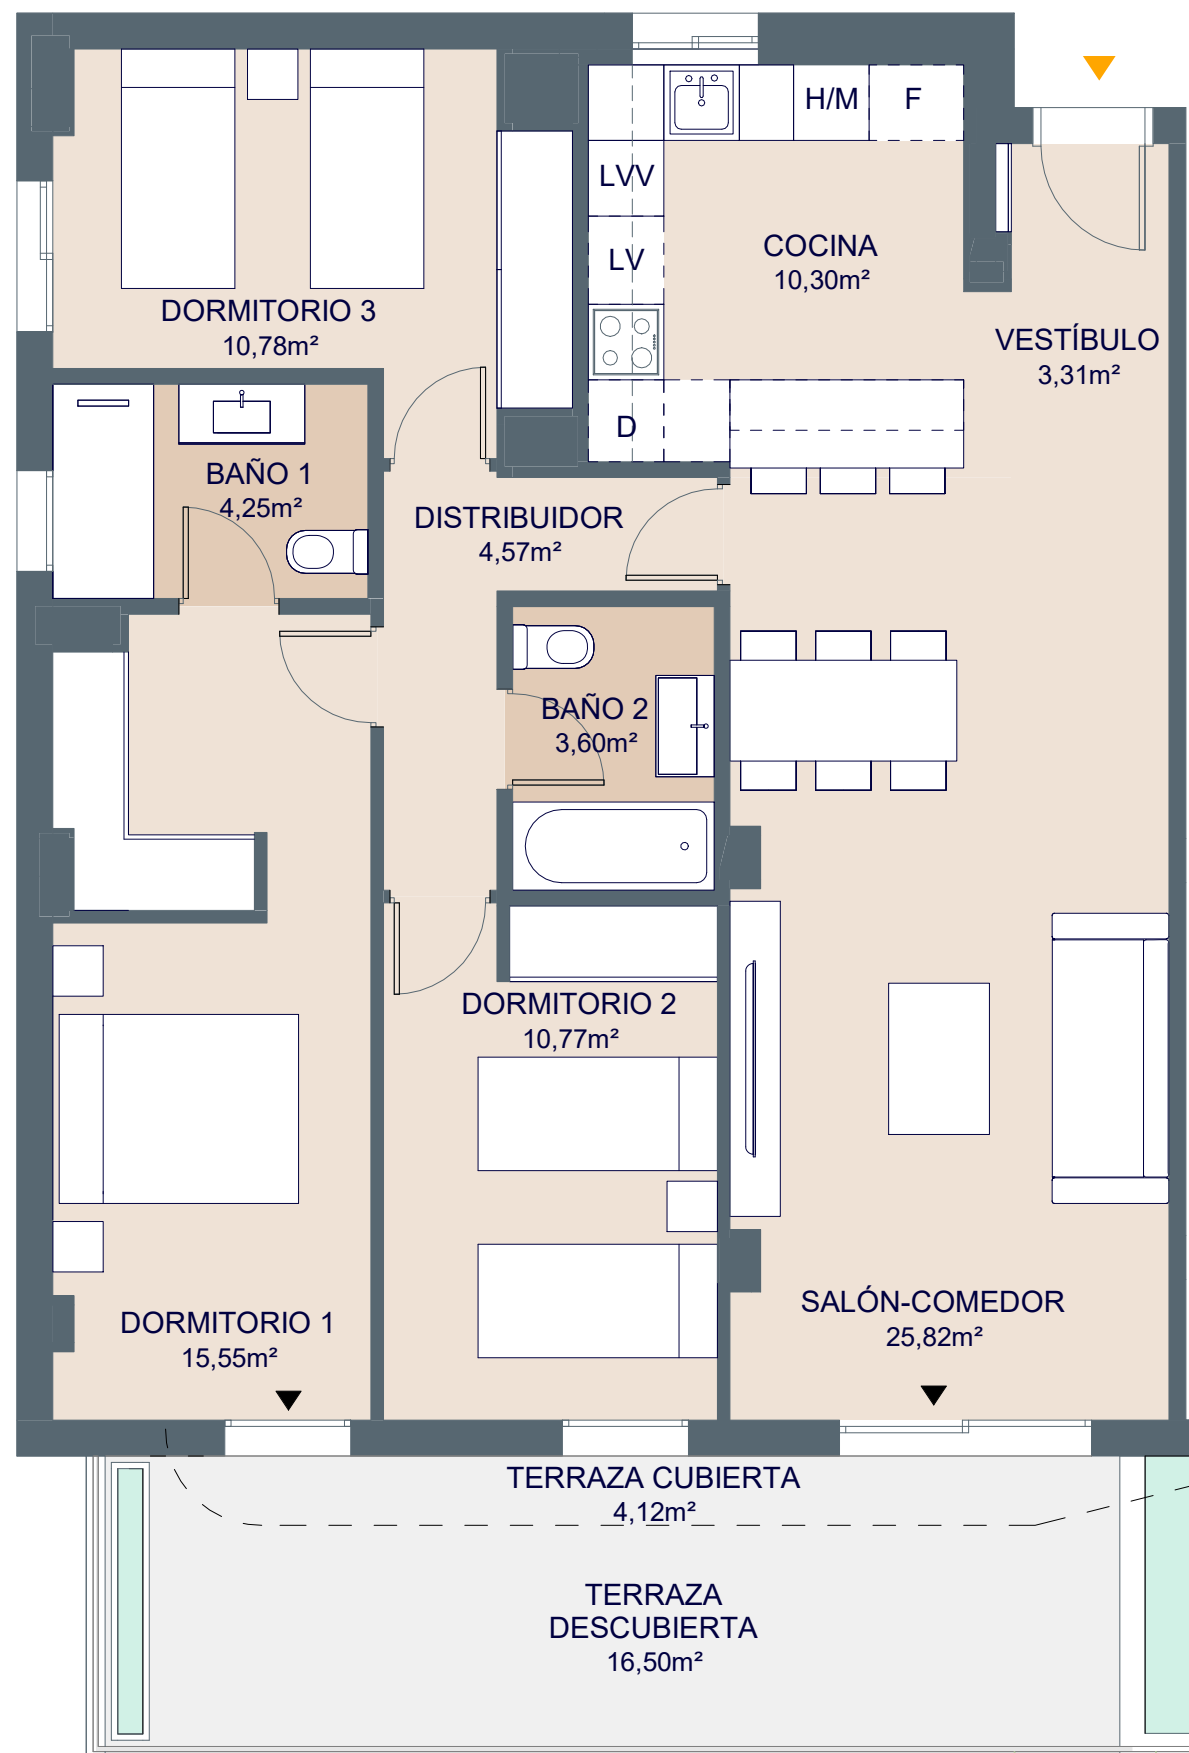 H/M
F
LVV
LV
COCINA
10,30m²
DORMITORIO 3
10,78m²
VESTÍBULO
3,31m²
D
BAÑO 1
4,25m²
DISTRIBUIDOR
4,57m²
BAÑO 2
3,60m²
DORMITORIO 2
10,77m²
SALÓN-COMEDOR
25,82m²
DORMITORIO 1
15,55m²
TERRAZA CUBIERTA
4,12m²
TERRAZA
DESCUBIERTA
16,50m²